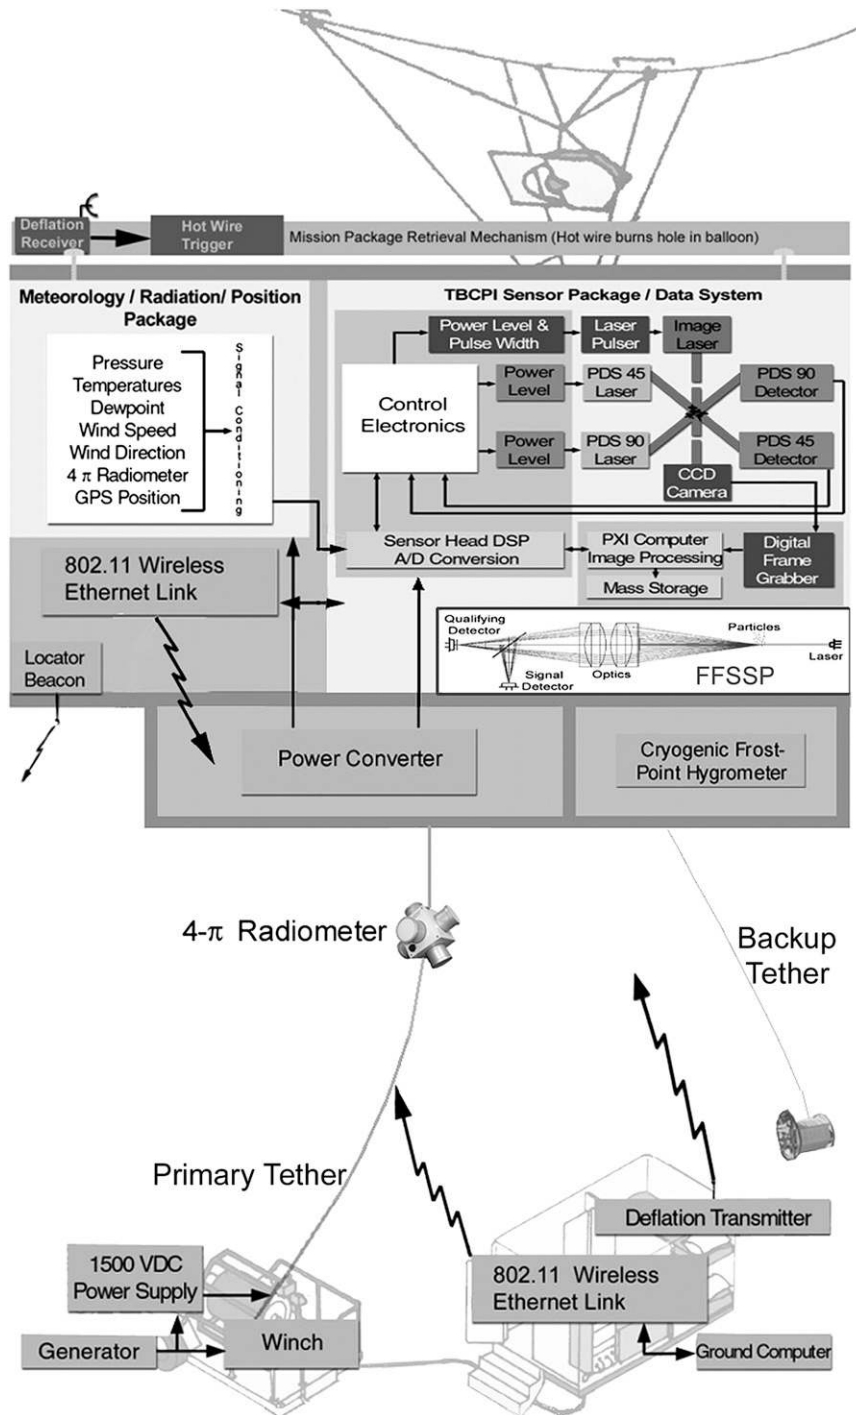 Deflation
Receiver
Hot Wire
Trigger
Mission Package Retrieval Mechanism (Hot wire burns hole in balloon)
Meteorology / Radiation/ Position
Package
Pressure
Temperatures
Dewpoint
Wind Speed
Wind Direction
4 π Radiometer
GPS Position
Signal Conditioning
TBCPI Sensor Package / Data System
Power Level &
Pulse Width
Laser
Pulser
Image
Laser
Control
Electronics
Power
Level
PDS 45
Laser
PDS 90
Detector
Power
Level
PDS 90
Laser
PDS 45
Detector
CCD
Camera
Sensor Head DSP
A/D Conversion
PXI Computer
Image Processing
Digital
Frame
Grabber
Mass Storage
802.11 Wireless
Ethernet Link
Locator
Beacon
Qualifying
Detector
Signal
Detector
Optics
Particles
Laser
FFSSP
Power Converter
Cryogenic Frost-
Point Hygrometer
4-π Radiometer
Backup
Tether
Primary Tether
Deflation Transmitter
1500 VDC
Power Supply
802.11 Wireless
Ethernet Link
Generator
Winch
Ground Computer